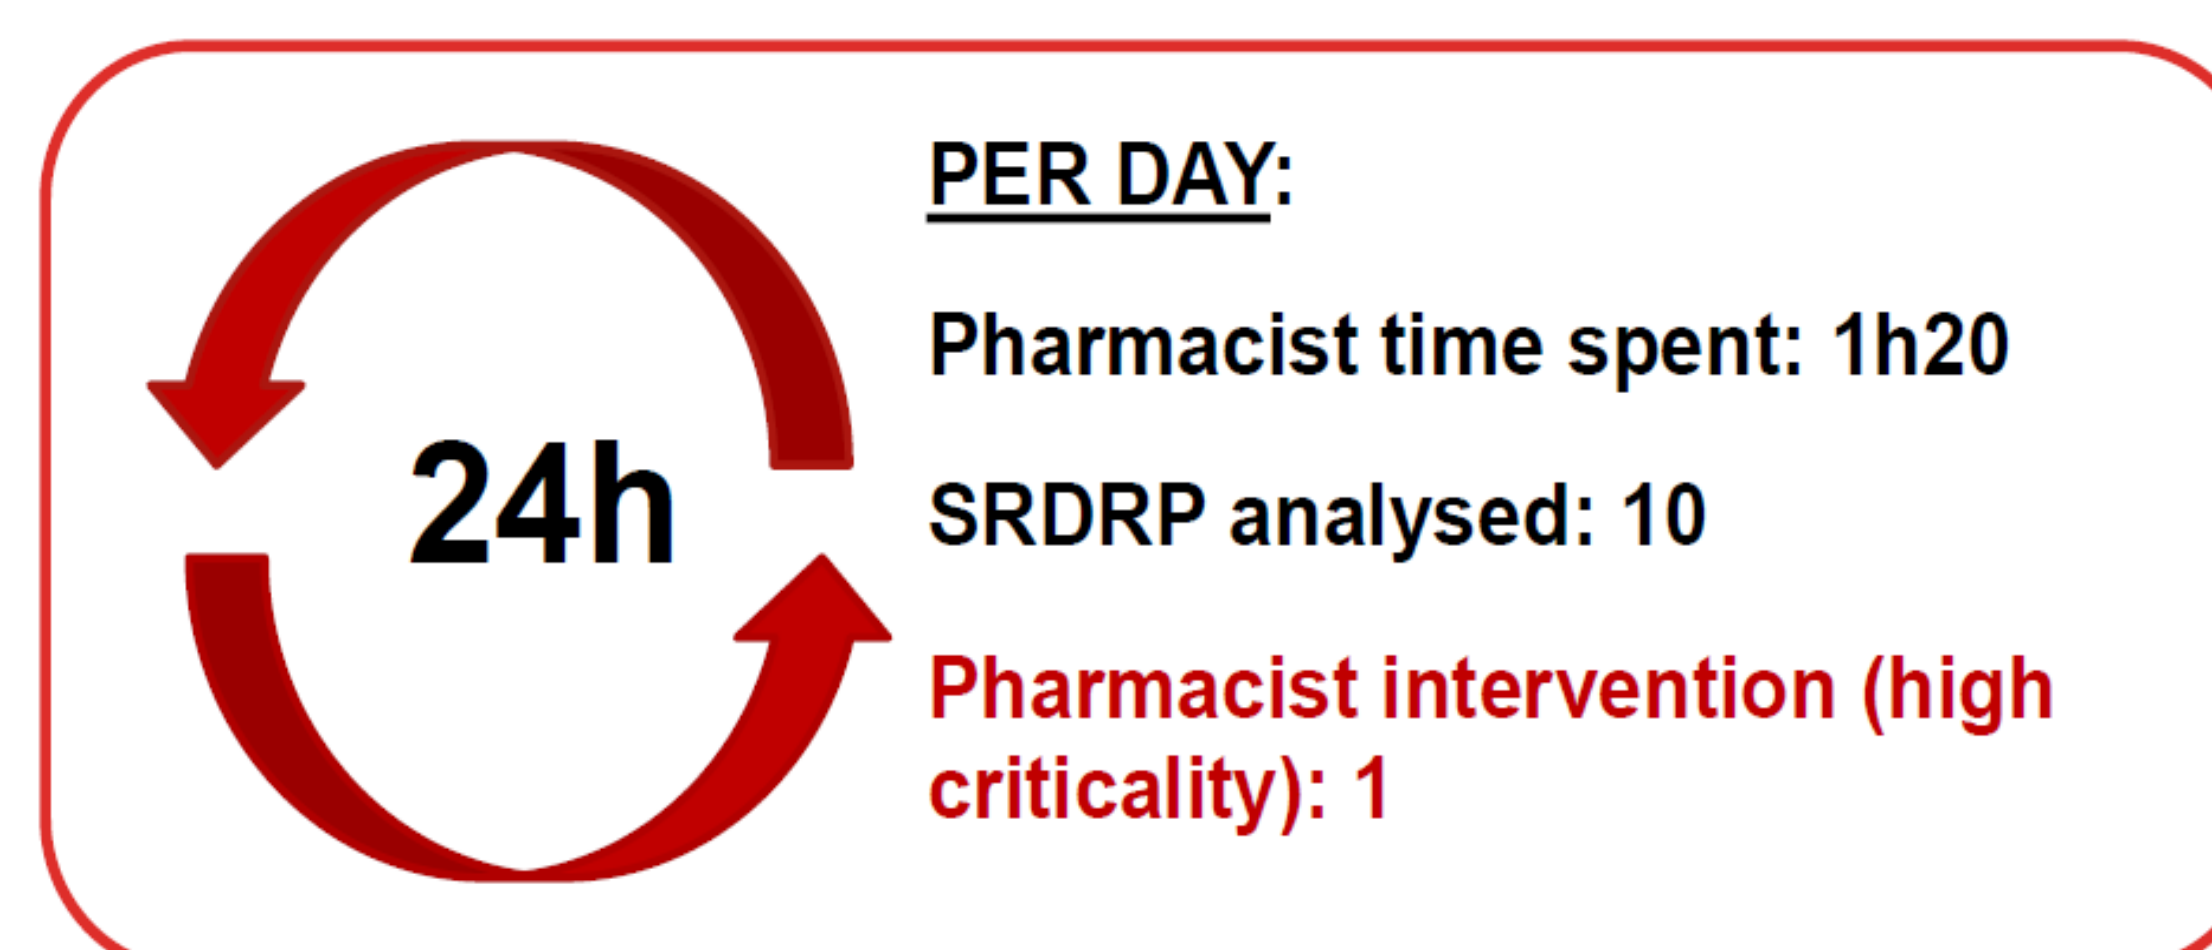 24h
PER DAY:
Pharmacist time spent: 1h20
SRDRP analysed: 10
Pharmacist intervention (high
criticality): 1